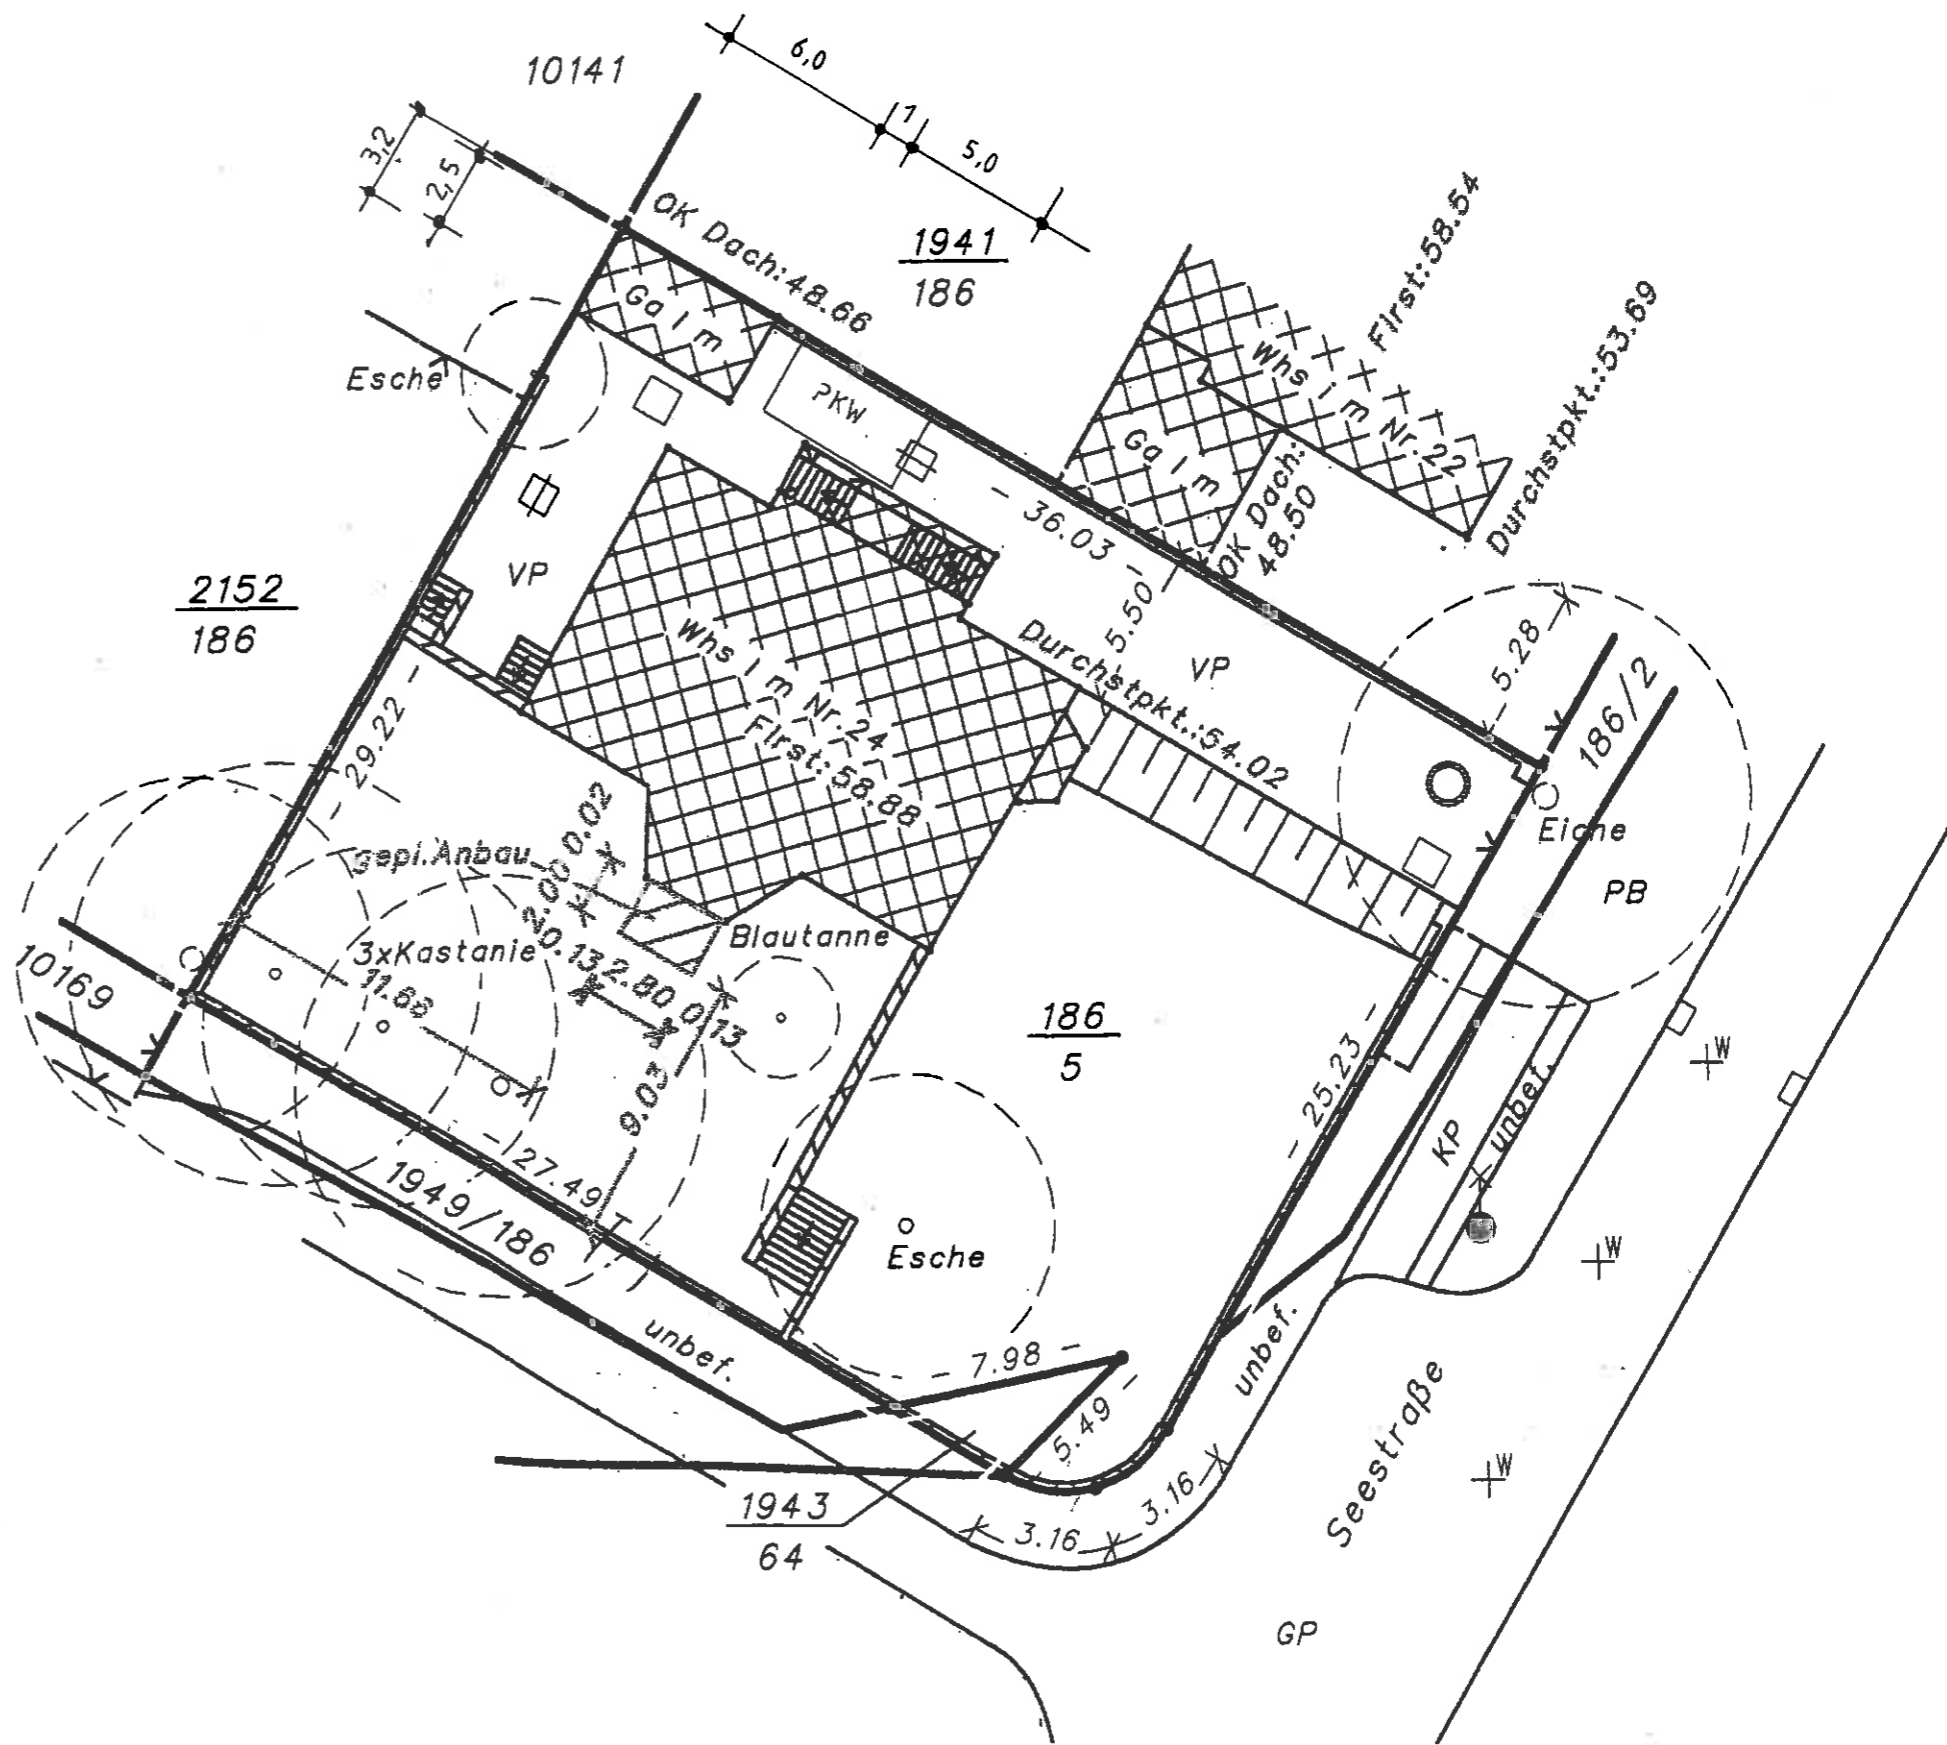 10141
6,0
1
5,0
3,2
2,5
OK Dach:48.66
1941
186
First:58.54
Durchstpkt.:53.69
Ga I m
Whs i m Nr.22
Esche
PKW
Ga I m
OK Dach:
48.50
- 36.03 -
5.50
VP
2152
186
VP
5.28
186/2
Whs I m Nr.24
First:58.88
Durchstpkt.:54.02
29.22
Eiche
PB
gepl.Anbau
2.00
0.02
3xKastanie
Blautanne
11.66
0.13
2.80
0.13
10169
186
5
W
9.03
25.23
KP
unbef.
27.49
1949/186
Esche
W
unbef.
- 7.98 -
unbef.
5.49
Seestraße
W
3.16
3.16
1943
64
GP